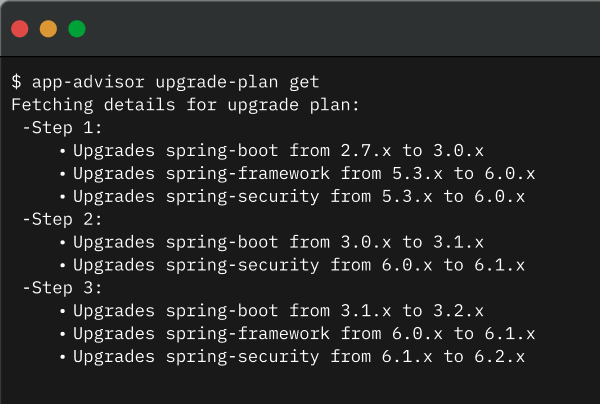 $ app-advisor upgrade-plan get
Fetching details for upgrade plan:
-Step 1:
• Upgrades spring-boot from 2.7.x to 3.0.x
• Upgrades spring-framework from 5.3.x to 6.0.x
• Upgrades spring-security from 5.3.x to 6.0.x
-Step 2:
• Upgrades spring-boot from 3.0.x to 3.1.x
• Upgrades spring-security from 6.0.x to 6.1.x
-Step 3:
• Upgrades spring-boot from 3.1.x to 3.2.x
• Upgrades spring-framework from 6.0.x to 6.1.x
• Upgrades spring-security from 6.1.x to 6.2.x